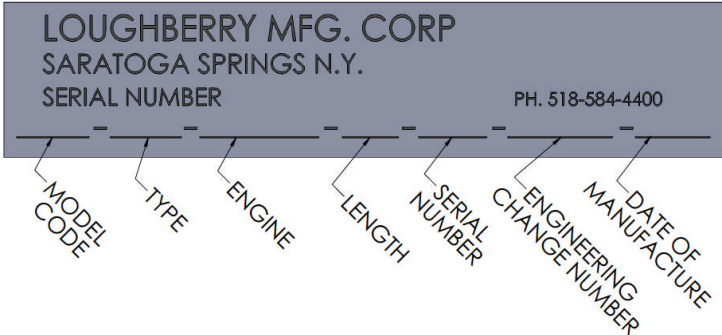 LOUGHBERRY MFG. CORP
SARATOGA SPRINGS N.Y.
SERIAL NUMBER
PH. 518-584-4400
MODEL
CODE
TYPE
ENGINE
LENGTH
SERIAL
NUMBER
ENGINEERING
CHANGE NUMBER
DATE OF
MANUFACTURE